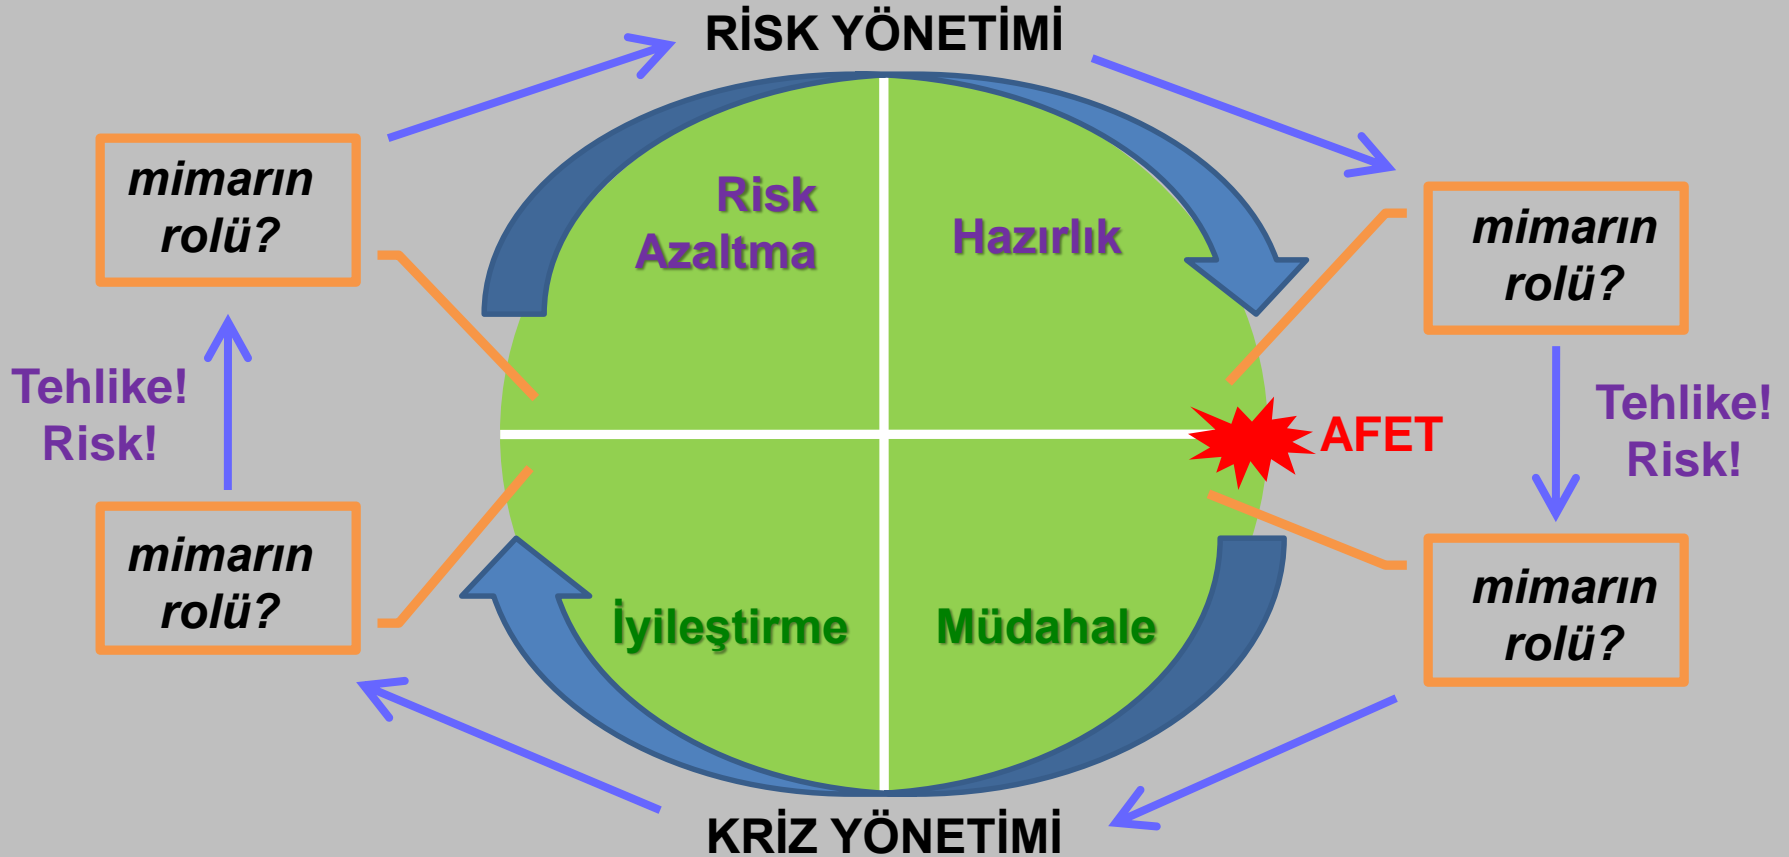 RİSK YÖNETİMİ
mimarın
rolü?
Risk
Azaltma
Hazırlık
mimarın
rolü?
Tehlike!
Risk!
AFET
Tehlike!
Risk!
mimarın
rolü?
İyileştirme
Müdahale
mimarın
rolü?
KRİZ YÖNETİMİ